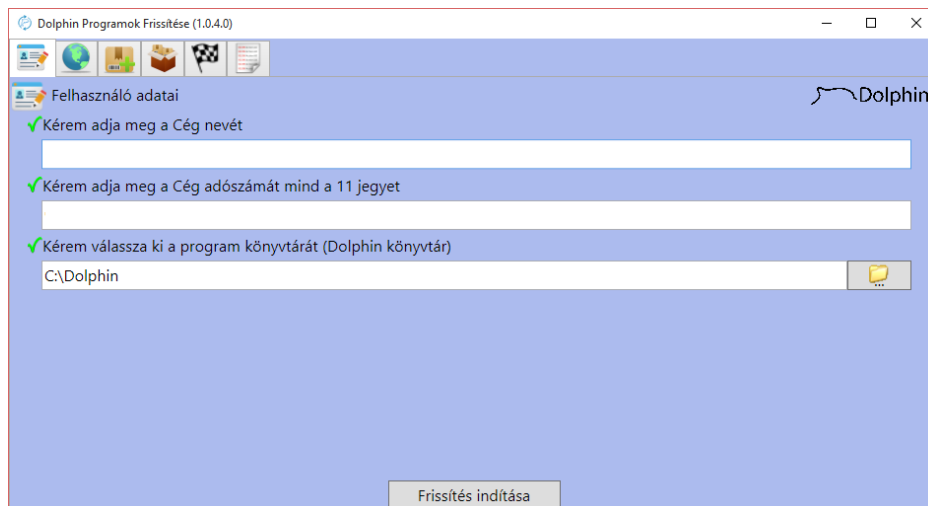 Dolphin Programok Frissítése (1.0.4.0)
Felhasználó adatai
Dolphin
Kérem adja meg a Cég nevét
Kérem adja meg a Cég adószámát mind a 11 jegyet
Kérem válassza ki a program könyvtárát (Dolphin könyvtár)
C:\Dolphin
Frissítés indítása